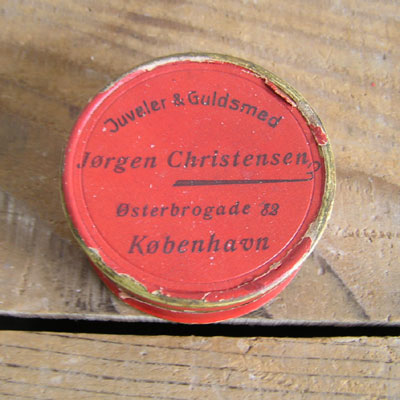 Juveler & Guldsmed
Jørgen Christensen
Østerbrogade 82
København